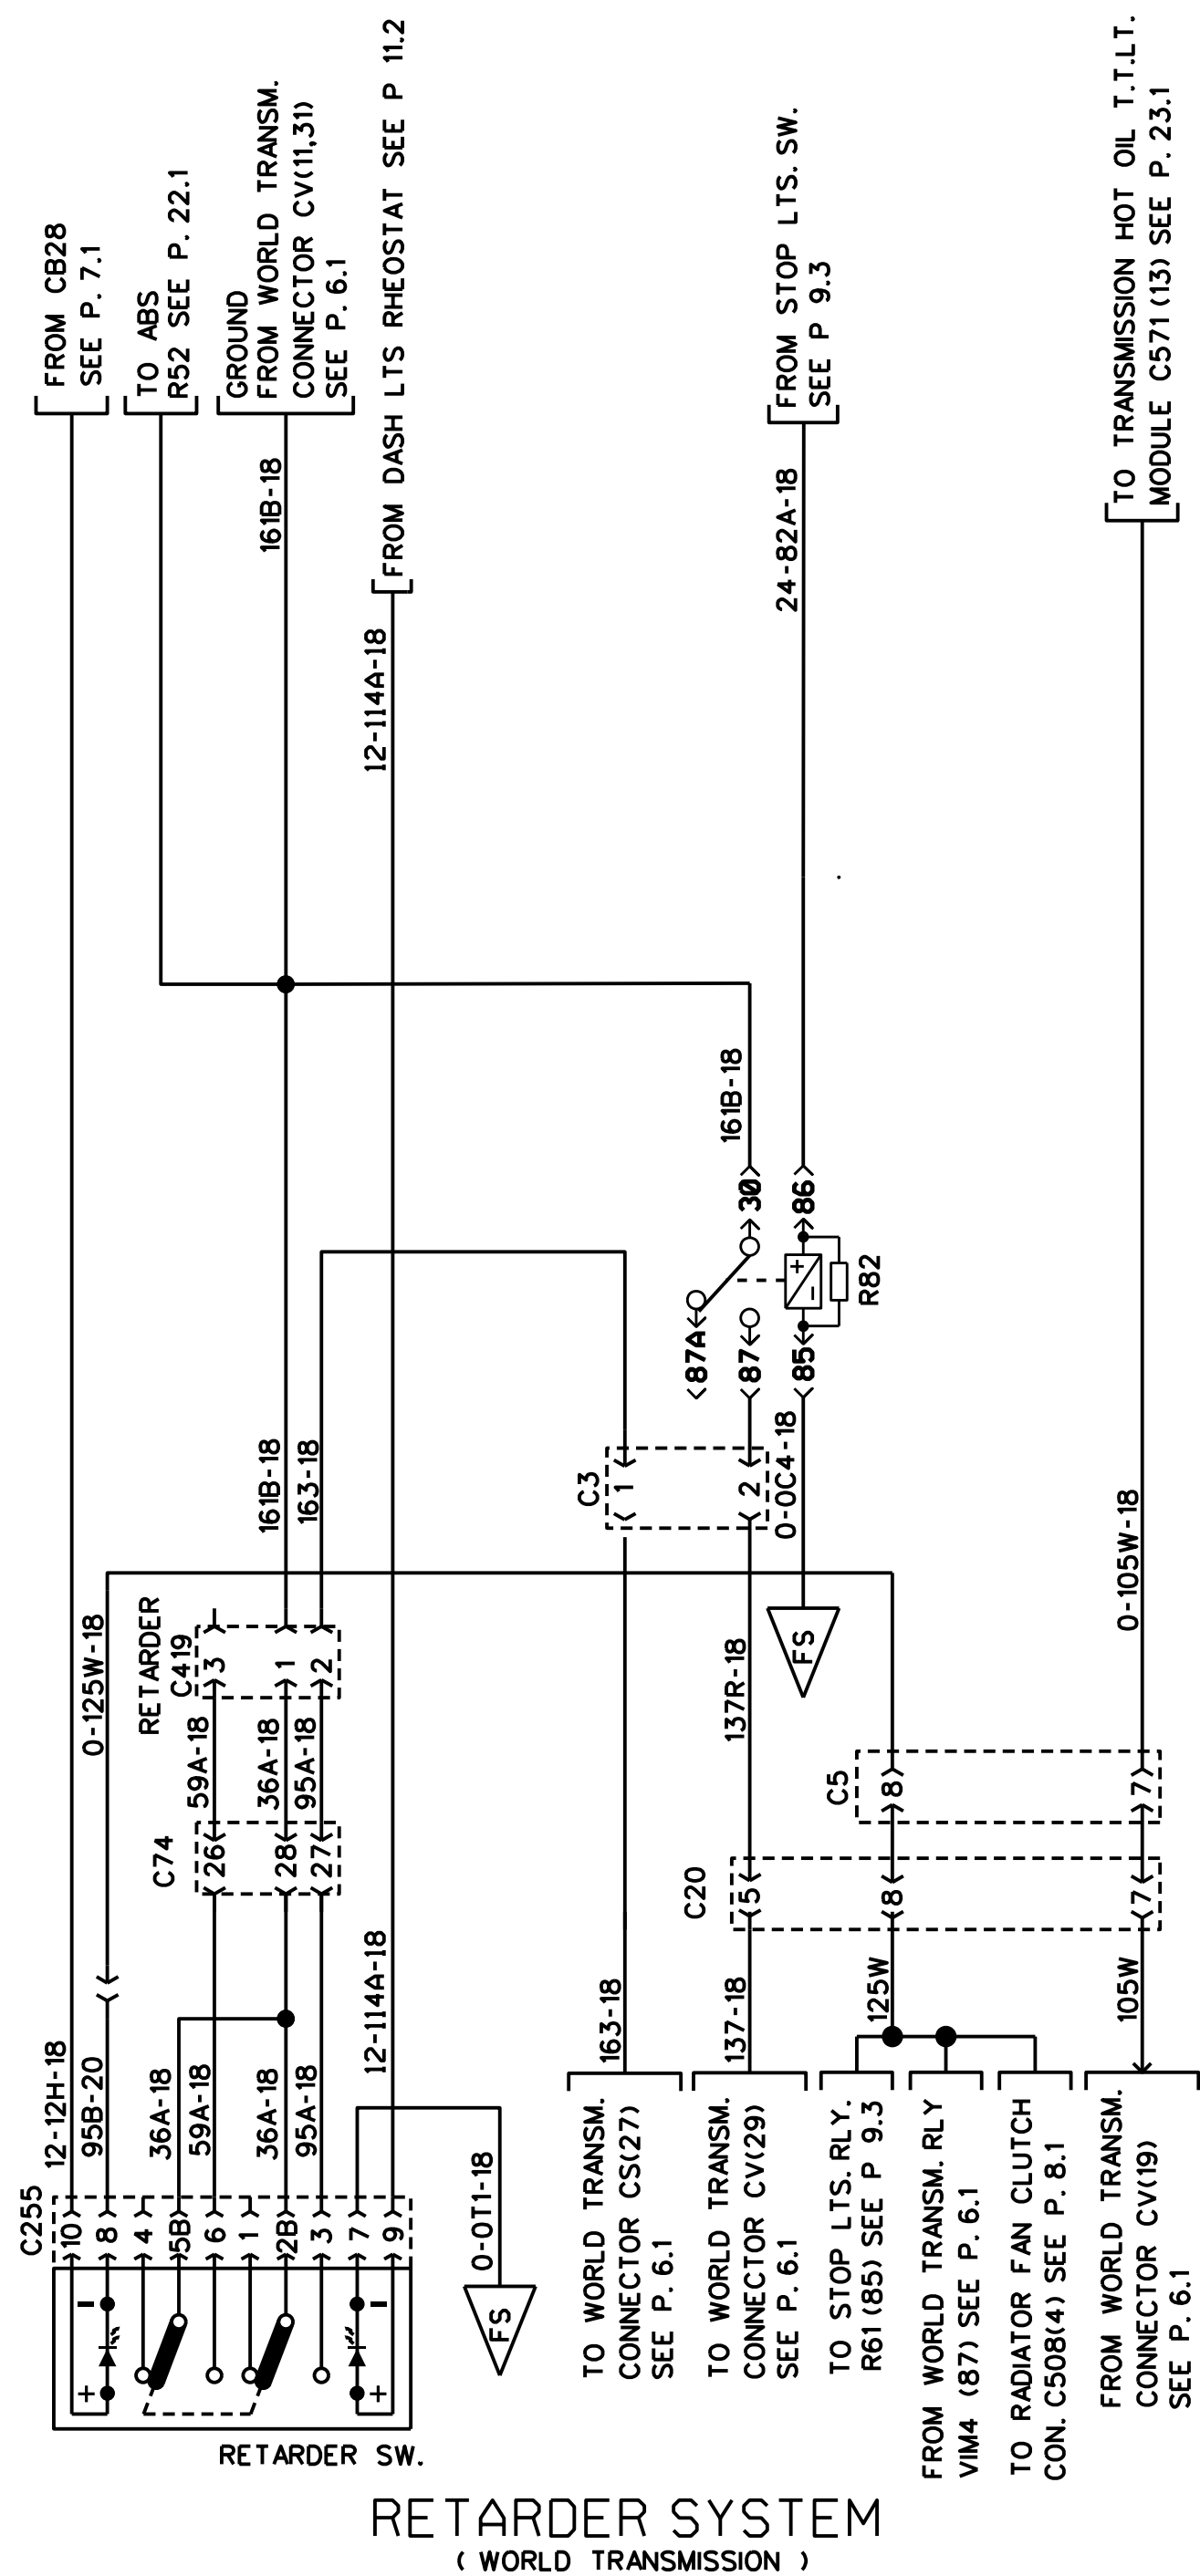 FROM CB28
SEE P. 7.1
TO ABS
R52 SEE P. 22.1
GROUND
FROM WORLD TRANSM.
CONNECTOR CV(11,31)
SEE P. 6.1
FROM DASH LTS RHEOSTAT SEE P 11.2
FROM STOP LTS. SW.
SEE P 9.3
TO TRANSMISSION HOT OIL T.T.LT.
MODULE C571 (13) SEE P. 23.1
161B-18
12-114A-18
24-82A-18
161B-18
30
86
87A
87
85
R82
161B-18
163-18
C3
1
2
0-0C4-18
0-105W-18
0-125W-18
RETARDER
C419
3
1
2
FS
137R-18
59A-18
36A-18
95A-18
C5
8
7
C74
26
28
27
C20
5
8
7
12-12H-18
95B-20
36A-18
59A-18
36A-18
95A-18
12-114A-18
163-18
137-18
125W
105W
C255
10
8
4
5B
6
1
2B
3
7
9
0-0T1-18
FS
+
-
+
-
TO WORLD TRANSM.
CONNECTOR CS(27)
SEE P. 6.1
TO WORLD TRANSM.
CONNECTOR CV(29)
SEE P. 6.1
TO STOP LTS. RLY.
R61 (85) SEE P 9.3
FROM WORLD TRANSM. RLY
VIM4 (87) SEE P. 6.1
TO RADIATOR FAN CLUTCH
CON. C508(4) SEE P. 8.1
FROM WORLD TRANSM.
CONNECTOR CV(19)
SEE P. 6.1
RETARDER SW.
RETARDER SYSTEM
( WORLD TRANSMISSION )